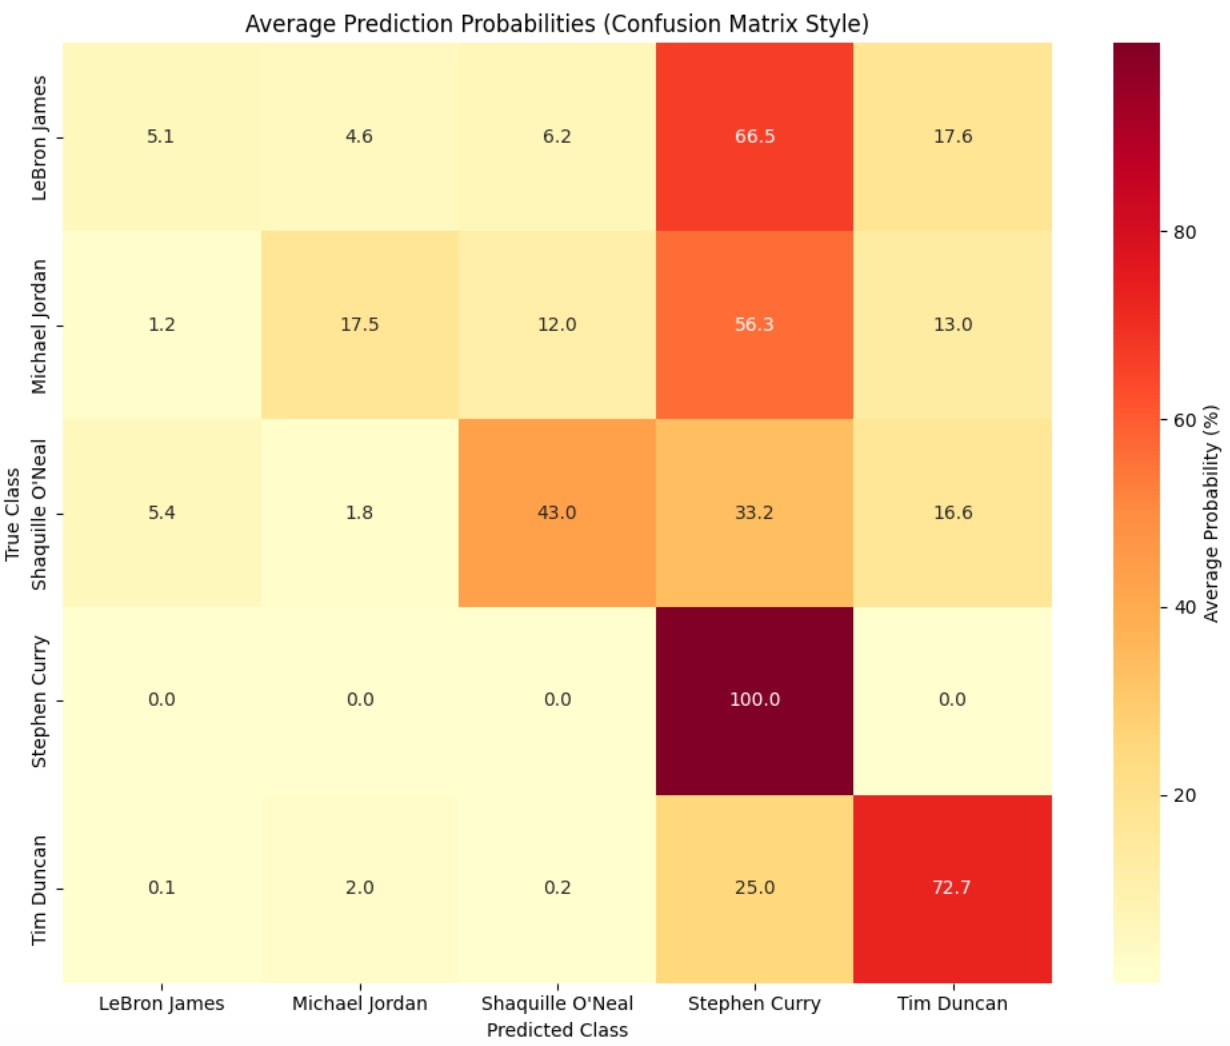 Average Prediction Probabilities (Confusion Matrix Style)
True Class
LeBron James
5.1 4.6 6.2 66.5 17.6
Michael Jordan
1.2 17.5 12.0 56.3 13.0
Shaquille O'Neal
5.4 1.8 43.0 33.2 16.6
Stephen Curry
0.0 0.0 0.0 100.0 0.0
Tim Duncan
0.1 2.0 0.2 25.0 72.7
LeBron James Michael Jordan Shaquille O'Neal Stephen Curry Tim Duncan
Predicted Class
80
60
40
20
Average Probability (%)